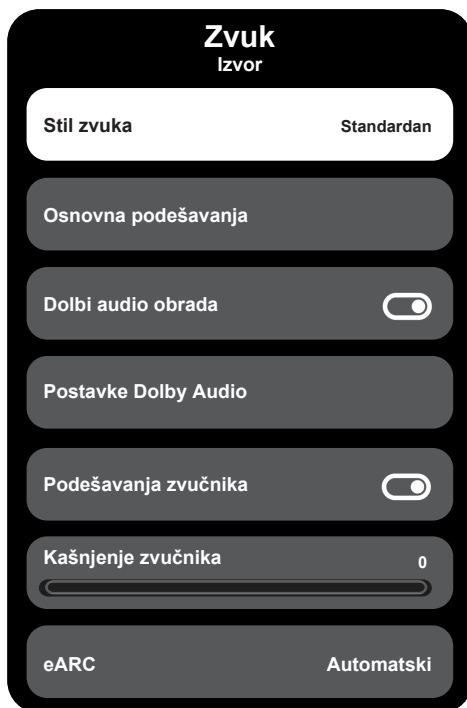 Zvuk
Izvor
Stil zvuka Standardan
Osnovna podešavanja
Dolbi audio obrada
Postavke Dolby Audio
Podešavanja zvučnika
Kašnjenje zvučnika 0
eARC Automatski